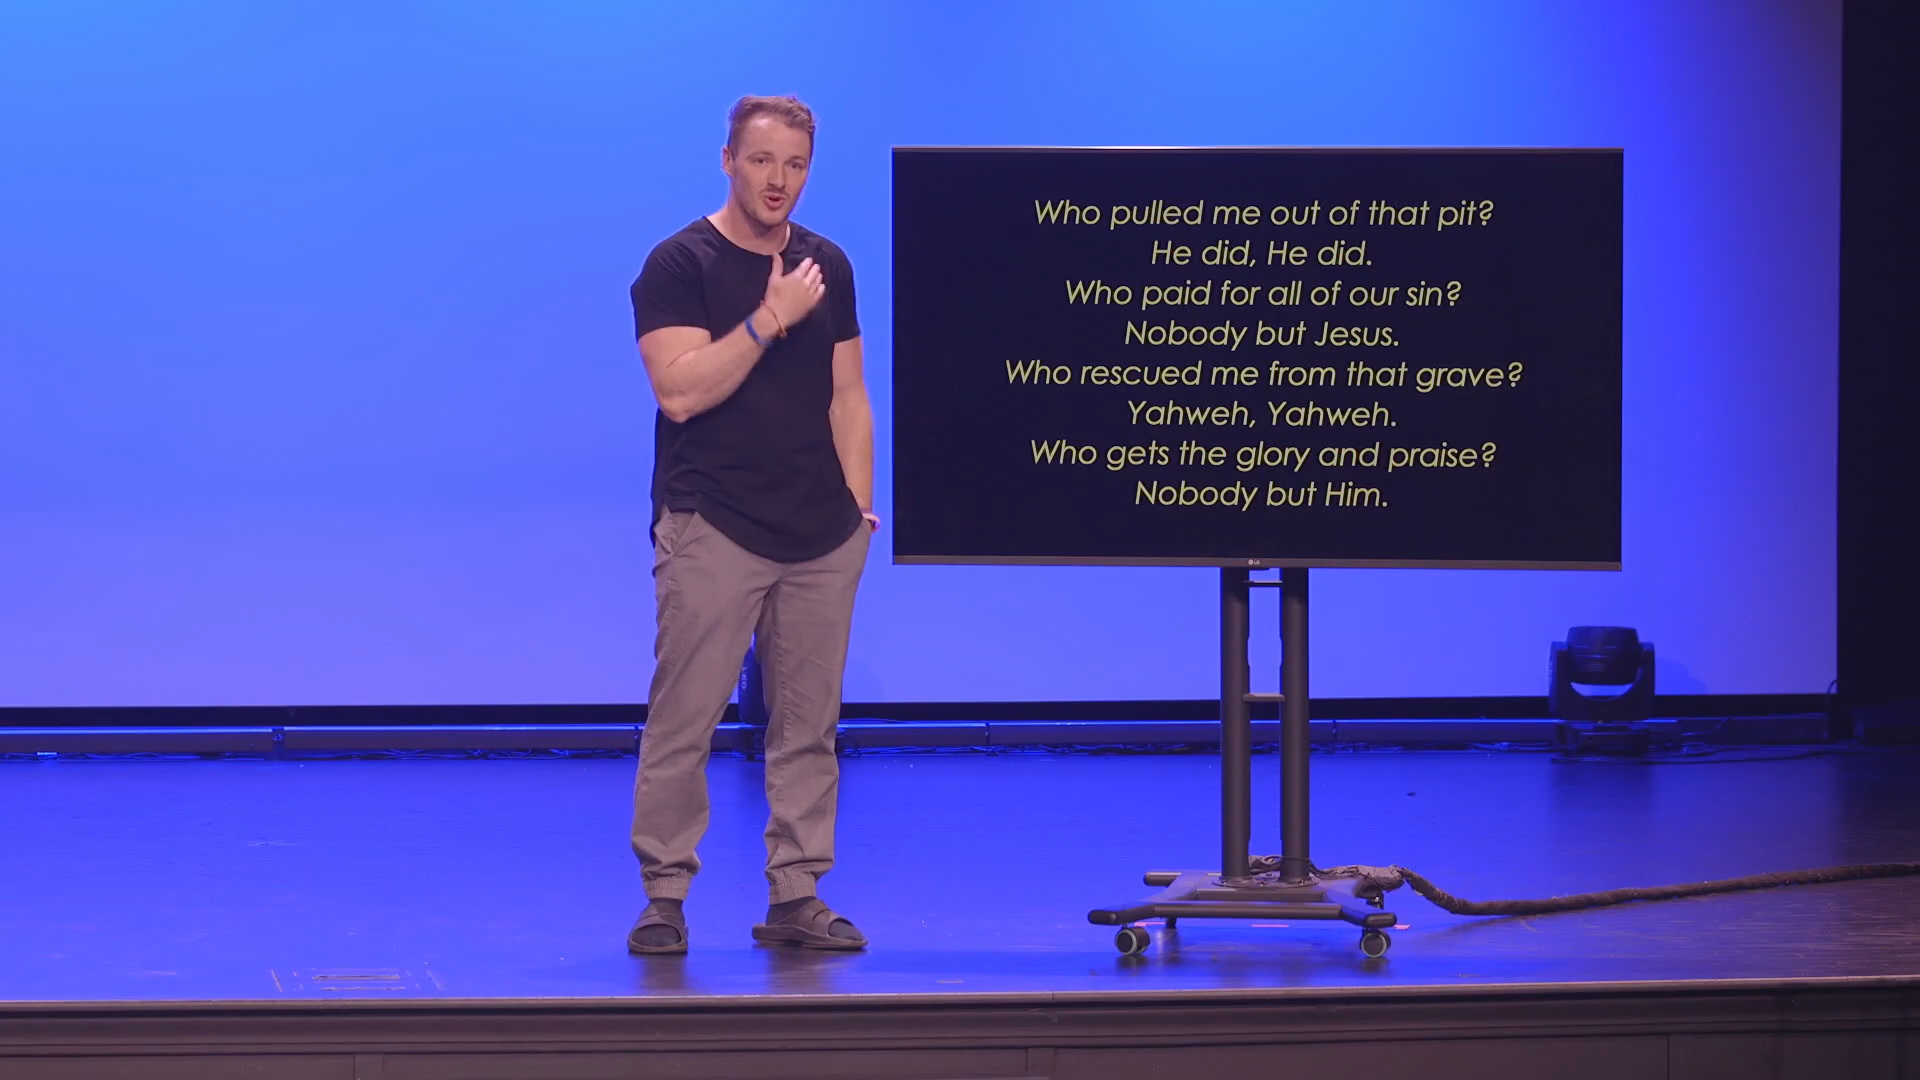 Who pulled me out of that pit?
He did, He did.
Who paid for all of our sin?
Nobody but Jesus.
Who rescued me from that grave?
Yahweh, Yahweh.
Who gets the glory and praise?
Nobody but Him.
LG
LED